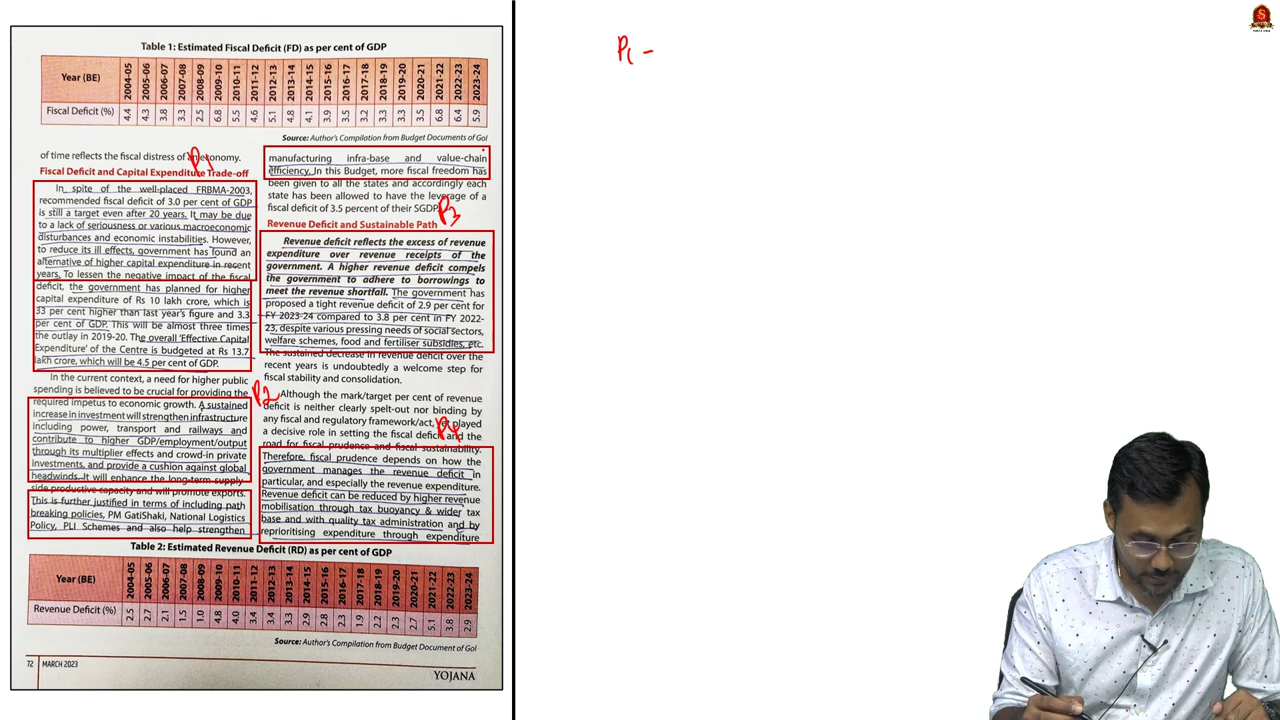 P1 -
Table 1: Estimated Fiscal Deficit (FD) as per cent of GDP
Year (BE) 2004-05 2005-06 2006-07 2007-08 2008-09 2009-10 2010-11 2011-12 2012-13 2013-14 2014-15 2015-16 2016-17 2017-18 2018-19 2019-20 2020-21 2021-22 2022-23 2023-24
Fiscal Deficit (%) 4.4 4.3 3.8 3.3 2.5 6.8 5.5 4.6 5.1 4.8 4.1 3.9 3.5 3.2 3.3 3.3 3.5 6.8 6.4 5.9
Source: Author's Compilation from Budget Documents of GoI
of time reflects the fiscal distress of an economy.
P1
Fiscal Deficit and Capital Expenditure Trade-off
In spite of the well-placed FRBMA-2003,
recommended fiscal deficit of 3.0 per cent of GDP
is still a target even after 20 years. It may be due
to a lack of seriousness or various macroeconomic
disturbances and economic instabilities. However,
to reduce its ill effects, government has found an
alternative of higher capital expenditure in recent
years. To lessen the negative impact of the fiscal
deficit, the government has planned for higher
capital expenditure of Rs 10 lakh crore, which is
33 per cent higher than last year's figure and 3.3
per cent of GDP. This will be almost three times
the outlay in 2019-20. The overall 'Effective Capital
Expenditure' of the Centre is budgeted at Rs 13.7
lakh crore, which will be 4.5 per cent of GDP.
In the current context, a need for higher public
spending is believed to be crucial for providing the
required impetus to economic growth. A sustained
P2
increase in investment will strengthen infrastructure
including power, transport and railways and
contribute to higher GDP/employment/output
through its multiplier effects and crowd-in private
investments, and provide a cushion against global
headwinds. It will enhance the long-term supply-
side productive capacity and will promote exports.
This is further justified in terms of including path
breaking policies, PM GatiShaki, National Logistics
Policy, PLI Schemes and also help strengthen
manufacturing infra-base and value-chain
efficiency. In this Budget, more fiscal freedom has
been given to all the states and accordingly each
state has been allowed to have the leverage of a
fiscal deficit of 3.5 percent of their SGDP.
P3
Revenue Deficit and Sustainable Path
Revenue deficit reflects the excess of revenue
expenditure over revenue receipts of the
government. A higher revenue deficit compels
the government to adhere to borrowings to
meet the revenue shortfall. The government has
proposed a tight revenue deficit of 2.9 per cent for
FY 2023-24 compared to 3.8 per cent in FY 2022-
23, despite various pressing needs of social sectors,
welfare schemes, food and fertiliser subsidies, etc.
The sustained decrease in revenue deficit over the
recent years is undoubtedly a welcome step for
fiscal stability and consolidation.
Although the mark/target per cent of revenue
deficit is neither clearly spelt-out nor binding by
any fiscal and regulatory framework/act, yet played
P4
a decisive role in setting the fiscal deficit and the
road for fiscal prudence and fiscal sustainability.
Therefore, fiscal prudence depends on how the
government manages the revenue deficit in
particular, and especially the revenue expenditure.
Revenue deficit can be reduced by higher revenue
mobilisation through tax buoyancy & wider tax
base and with quality tax administration and by
reprioritising expenditure through expenditure
Table 2: Estimated Revenue Deficit (RD) as per cent of GDP
Year (BE) 2004-05 2005-06 2006-07 2007-08 2008-09 2009-10 2010-11 2011-12 2012-13 2013-14 2014-15 2015-16 2016-17 2017-18 2018-19 2019-20 2020-21 2021-22 2022-23 2023-24
Revenue Deficit (%) 2.5 2.7 2.1 1.5 1.0 4.8 4.0 3.4 3.4 3.3 2.9 2.8 2.3 1.9 2.2 2.3 2.7 5.1 3.8 2.9
Source: Author's Compilation from Budget Document of GoI
72 MARCH 2023
YOJANA